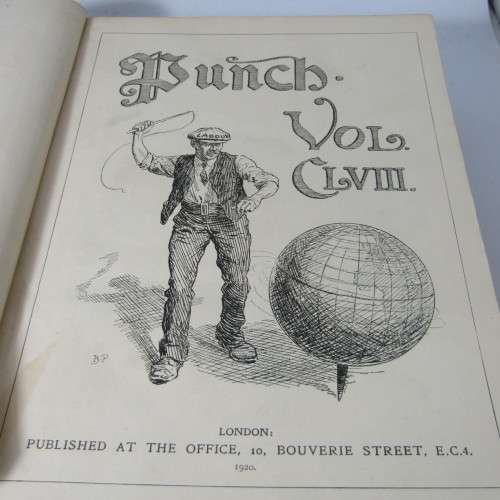 Punch.
VOL.
CLVIII.
LABOUR
B.P.
LONDON:
PUBLISHED AT THE OFFICE, 10, BOUVERIE STREET, E.C.4.
1920.